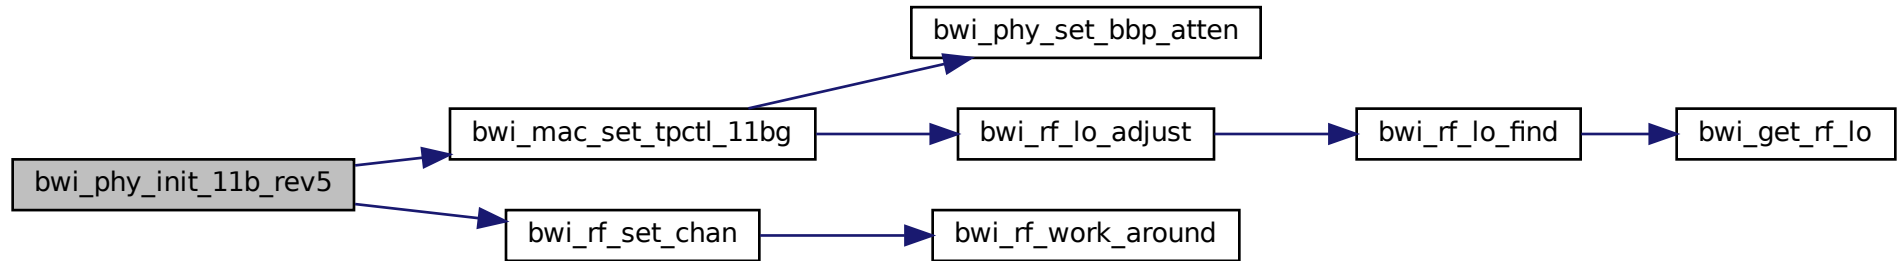 bwi_phy_set_bbp_atten
bwi_mac_set_tpctl_11bg
bwi_rf_lo_adjust
bwi_rf_lo_find
bwi_get_rf_lo
bwi_phy_init_11b_rev5
bwi_rf_set_chan
bwi_rf_work_around